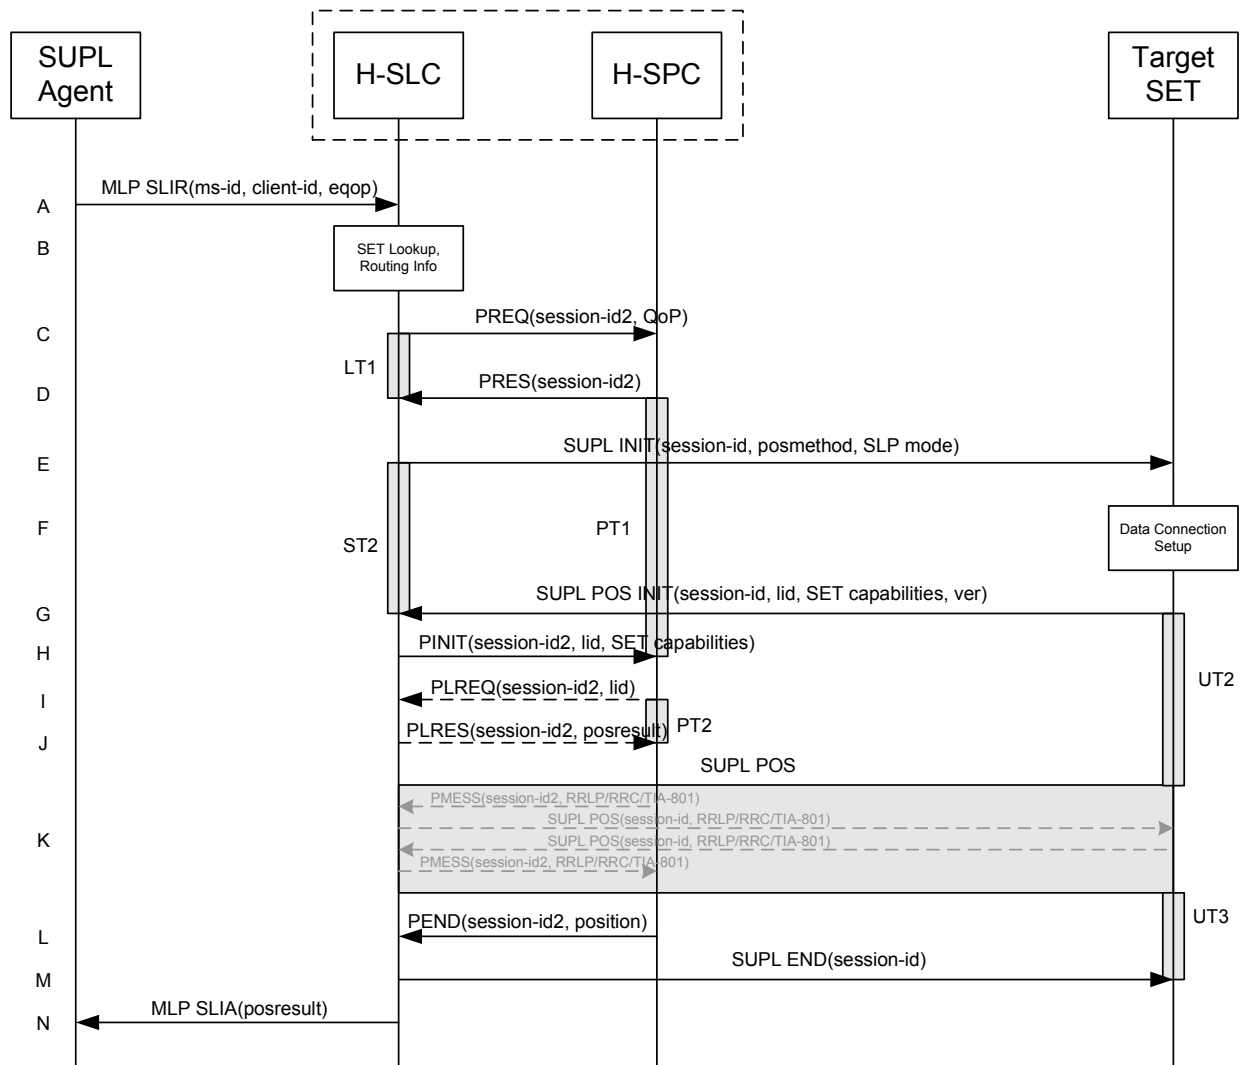 SUPL
Agent
H-SLC
H-SPC
Target
SET
MLP SLIR(ms-id, client-id, eqop)
A
B
SET Lookup,
Routing Info
PREQ(session-id2, QoP)
C
LT1
PRES(session-id2)
D
SUPL INIT(session-id, posmethod, SLP mode)
E
F
ST2
PT1
Data Connection
Setup
SUPL POS INIT(session-id, lid, SET capabilities, ver)
G
PINIT(session-id2, lid, SET capabilities)
H
PLREQ(session-id2, lid)
I
UT2
PLRES(session-id2, posresult)
PT2
J
SUPL POS
PMESS(session-id2, RRLP/RRC/TIA-801)
SUPL POS(session-id, RRLP/RRC/TIA-801)
K
SUPL POS(session-id, RRLP/RRC/TIA-801)
PMESS(session-id2, RRLP/RRC/TIA-801)
PEND(session-id2, position)
UT3
L
SUPL END(session-id)
M
MLP SLIA(posresult)
N